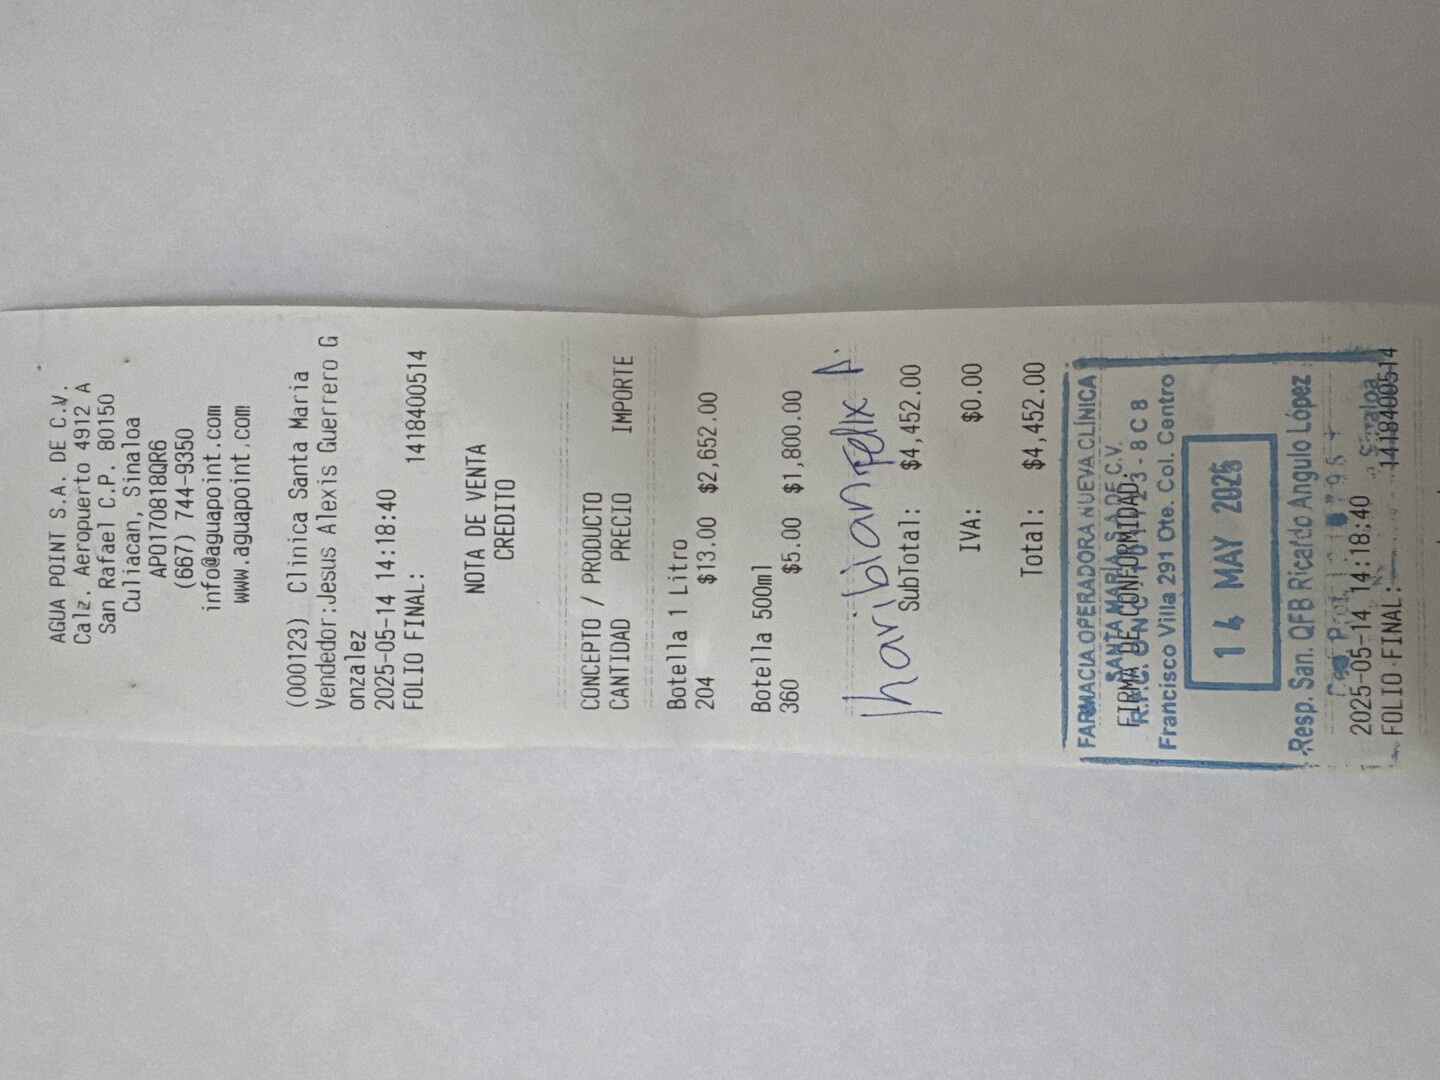 AGUA POINT S.A. DE C.V.
Calz. Aeropuerto 4912 A
San Rafael C.P. 80150
Culiacan, Sinaloa
APO170818QR6
(667) 744-9350
info@aguapoint.com
www.aguapoint.com
(000123) Clinica Santa Maria
Vendedor:Jesus Alexis Guerrero G
onzalez
2025-05-14 14:18:40
FOLIO FINAL: 1418400514
NOTA DE VENTA
CREDITO
CONCEPTO / PRODUCTO
CANTIDAD PRECIO IMPORTE
Botella 1 Litro
204 $13.00 $2,652.00
Botella 500ml
360 $5.00 $1,800.00
SubTotal: $4,452.00
IVA: $0.00
Total: $4,452.00
FARMACIA OPERADORA NUEVA CLÍNICA
SANTA MARÍA S.A DE C.V.
FIRMA DE CONFORMIDAD:
Francisco Villa 291 Ote. Col. Centro
14 MAY 2025
Resp. San. QFB Ricardo Angulo López
Sinaloa
2025-05-14 14:18:40
FOLIO FINAL: 1418400514